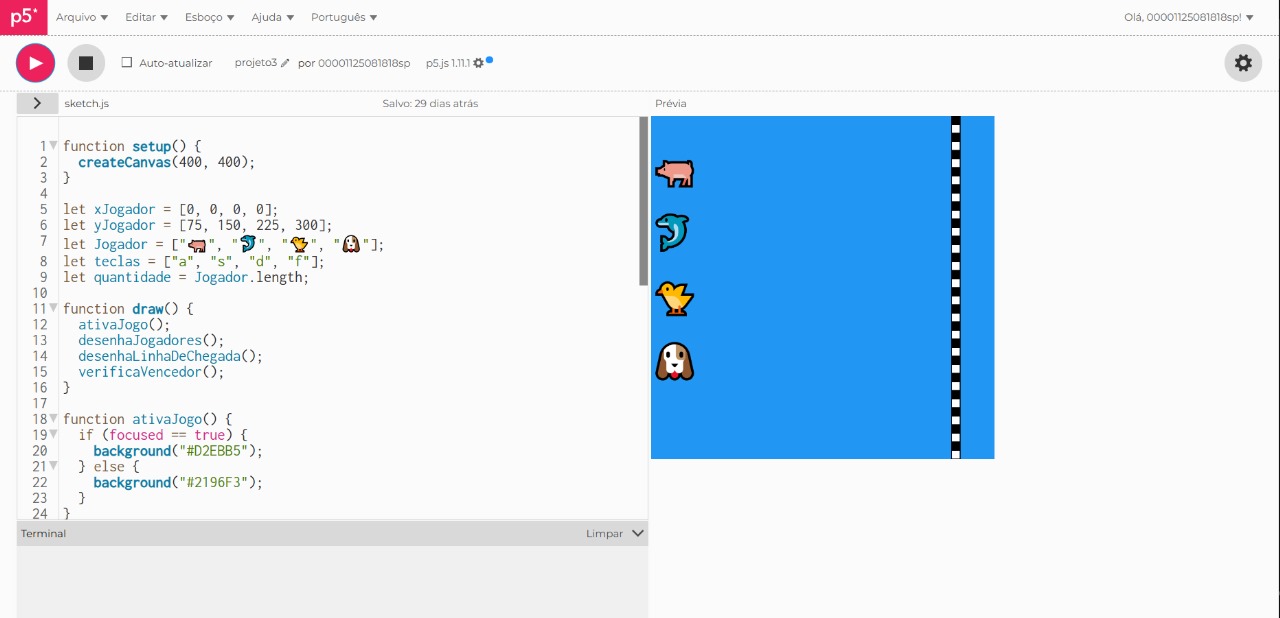 p5* Arquivo Editar Esboço Ajuda Português Olá, 00001125081818sp!
Auto-atualizar projeto3 por 00001125081818sp p5.js 1.11.1
sketch.js Salvo: 29 dias atrás Prévia
1 function setup() {
2 createCanvas(400, 400);
3 }
4
5 let xJogador = [0, 0, 0, 0];
6 let yJogador = [75, 150, 225, 300];
7 let Jogador = ["🐖", "🐬", "🐤", "🐶"];
8 let teclas = ["a", "s", "d", "f"];
9 let quantidade = Jogador.length;
10
11 function draw() {
12 ativaJogo();
13 desenhaJogadores();
14 desenhaLinhaDeChegada();
15 verificaVencedor();
16 }
17
18 function ativaJogo() {
19 if (focused == true) {
20 background("#D2EBB5");
21 } else {
22 background("#2196F3");
23 }
24 }
Terminal Limpar